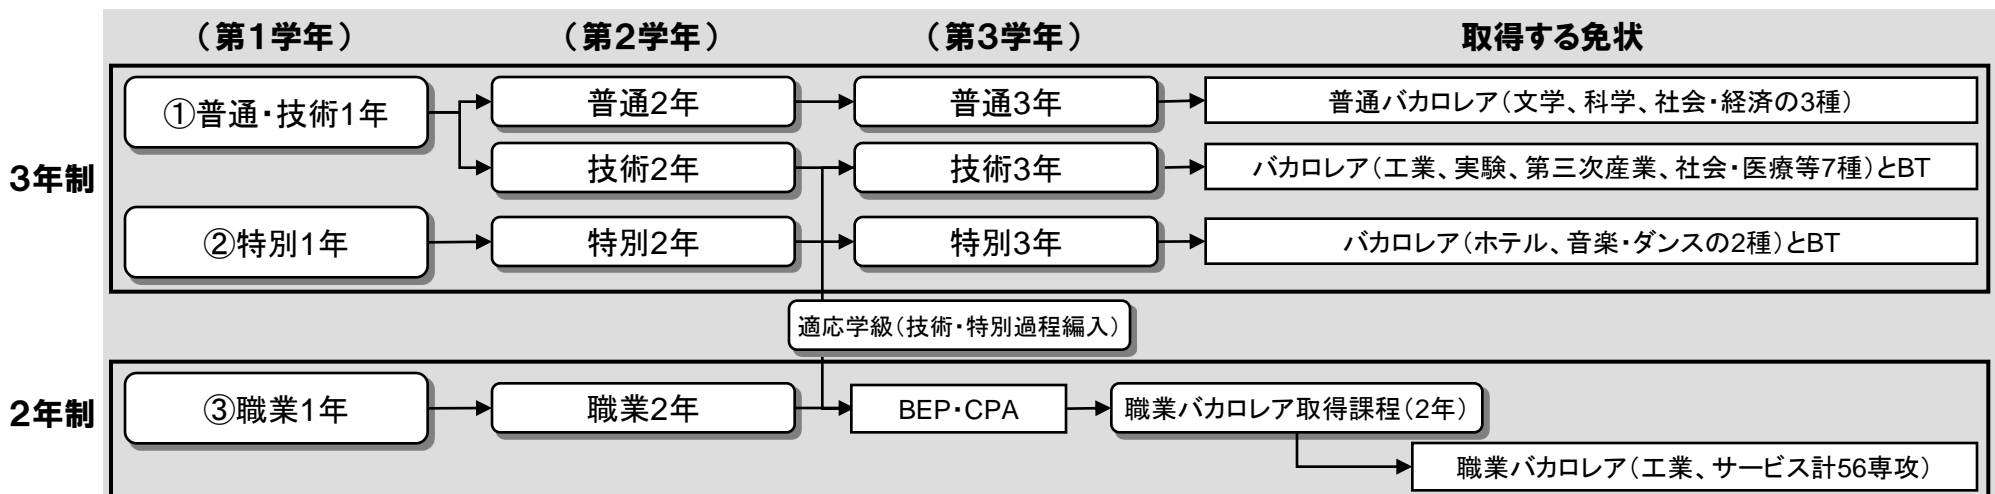 （第１学年） （第２学年） （第３学年） 取得する免状
３年制
①普通・技術1年 普通2年 普通3年 普通バカロレア（文学、科学、社会・経済の3種）
技術2年 技術3年 バカロレア（工業、実験、第三次産業、社会・医療等7種）とBT
②特別1年 特別2年 特別3年 バカロレア（ホテル、音楽・ダンスの2種）とBT
適応学級（技術・特別過程編入）
２年制
③職業1年 職業2年 BEP・CPA 職業バカロレア取得課程（2年）
職業バカロレア（工業、サービス計56専攻）